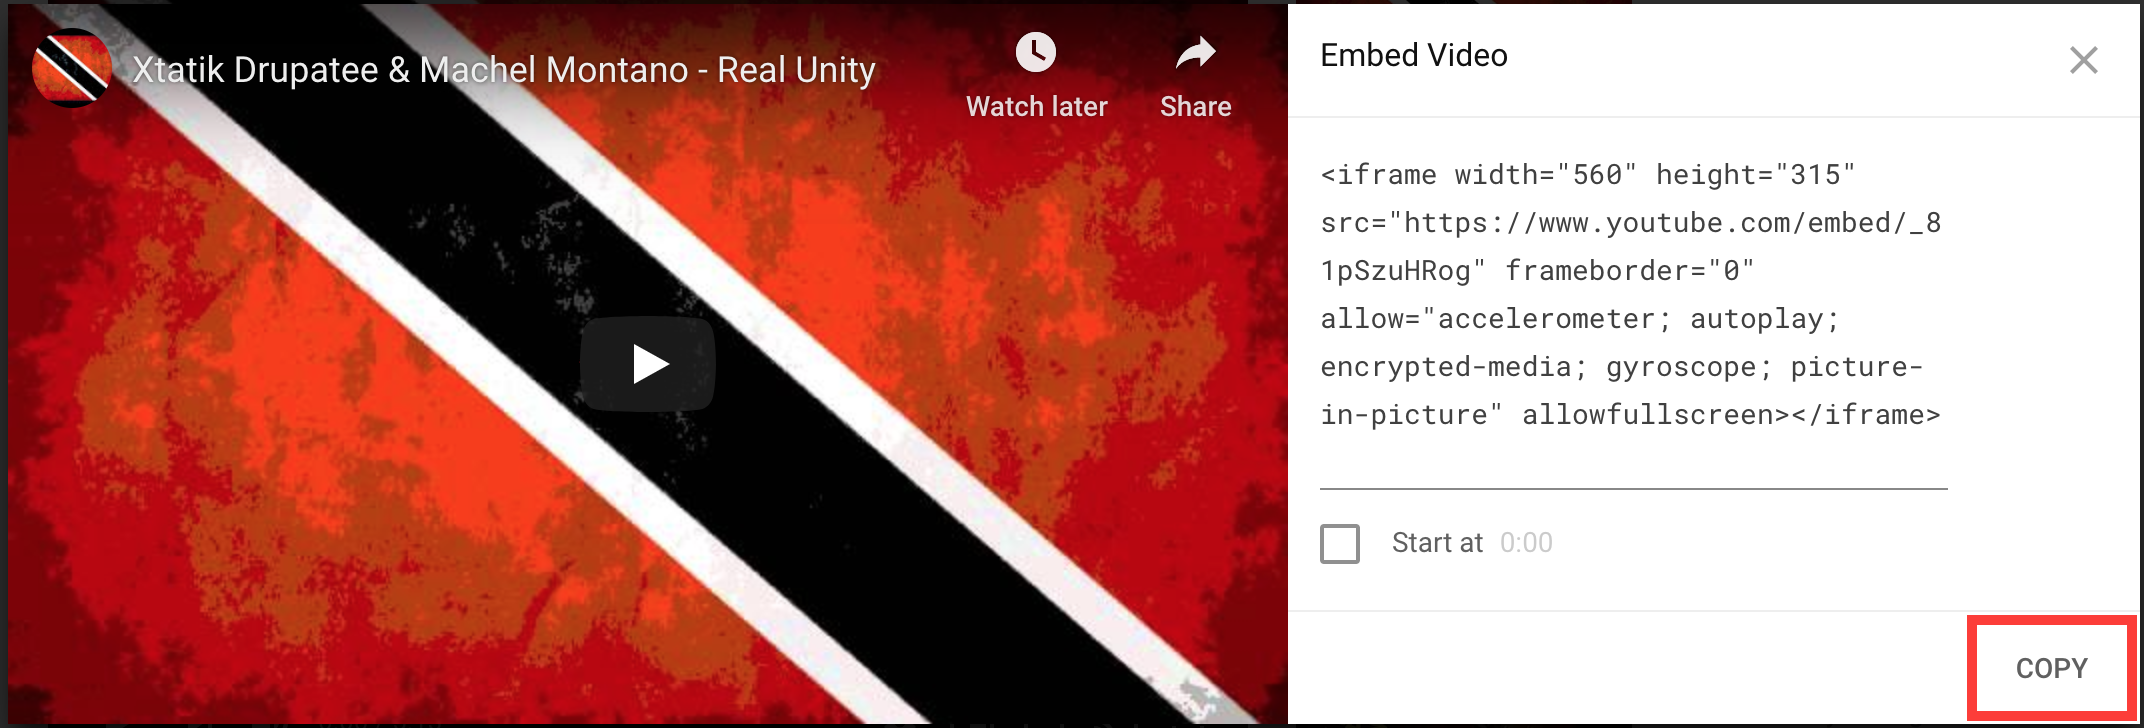 Xtatik Drupatee & Machel Montano - Real Unity
Watch later
Share
Embed Video
<iframe width="560" height="315"
src="https://www.youtube.com/embed/_8
1pSzuHRog" frameborder="0"
allow="accelerometer; autoplay;
encrypted-media; gyroscope; picture-
in-picture" allowfullscreen></iframe>
Start at 0:00
COPY